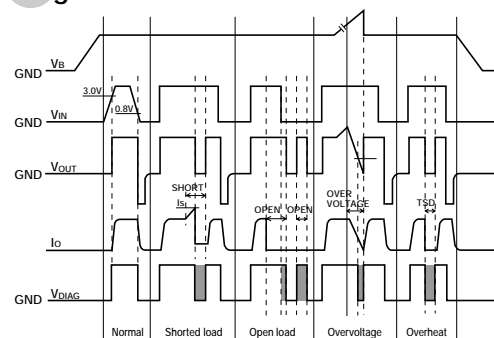 g
GND VB
3.0V
0.8V
GND VIN
GND VOUT
SHORT
IS
OPEN OPEN
OVER
VOLTAGE
TSD
IO
GND VDIAG
Normal Shorted load Open load Overvoltage Overheat